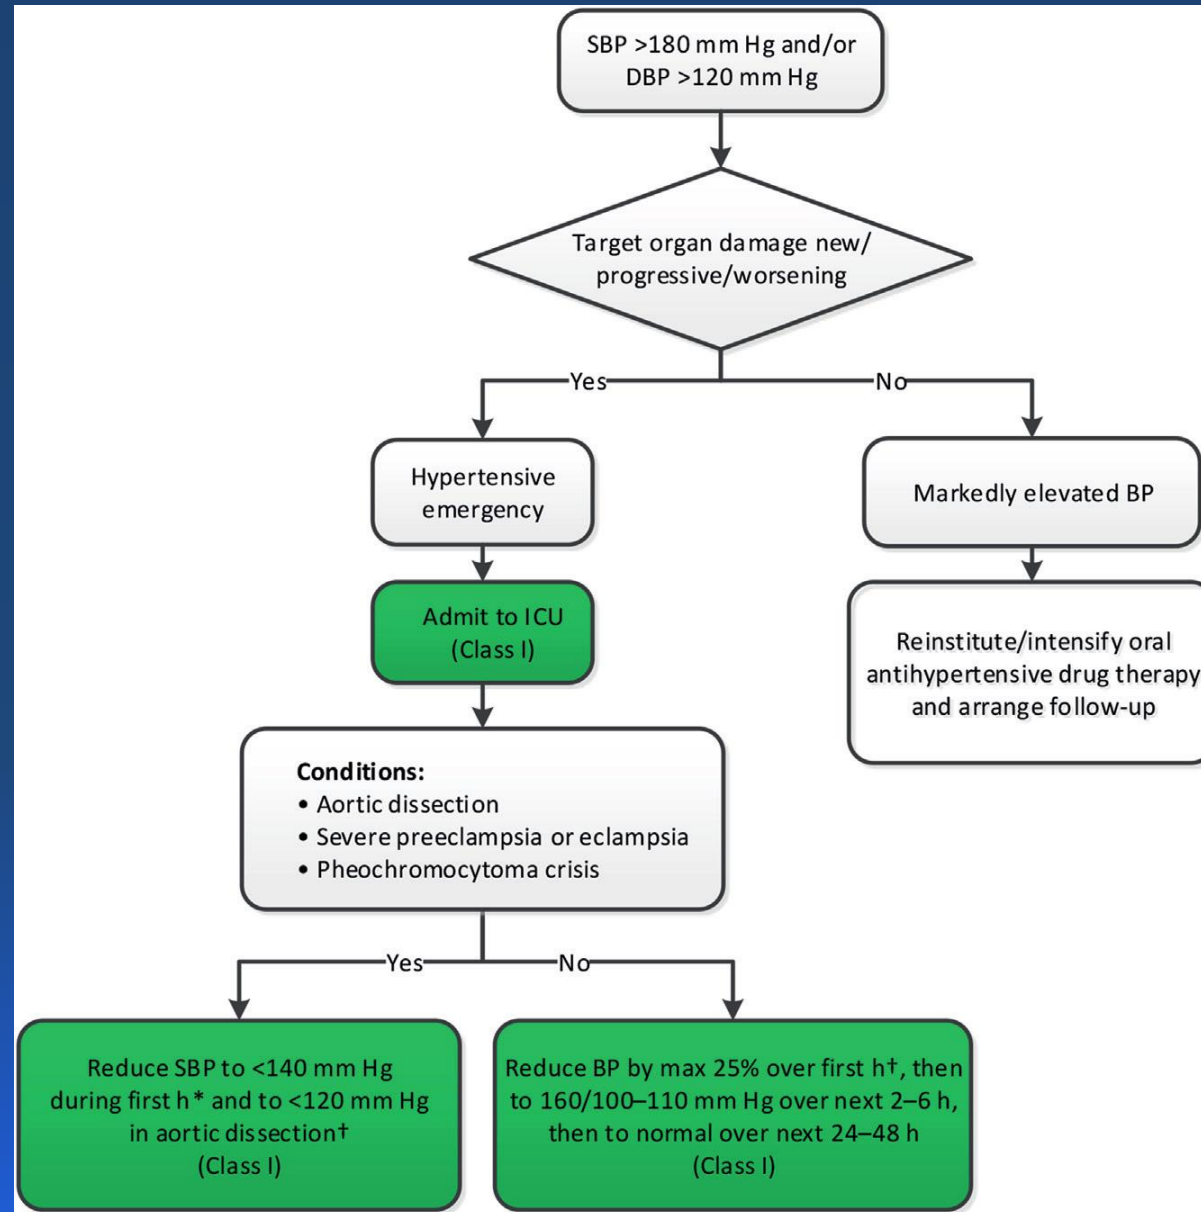 SBP >180 mm Hg and/or
DBP >120 mm Hg
Target organ damage new/
progressive/worsening
Yes
No
Hypertensive
emergency
Markedly elevated BP
Admit to ICU
(Class I)
Reinstitute/intensify oral
antihypertensive drug therapy
and arrange follow-up
Conditions:
• Aortic dissection
• Severe preeclampsia or eclampsia
• Pheochromocytoma crisis
Yes
No
Reduce SBP to <140 mm Hg
during first h* and to <120 mm Hg
in aortic dissection†
(Class I)
Reduce BP by max 25% over first h†, then
to 160/100–110 mm Hg over next 2–6 h,
then to normal over next 24–48 h
(Class I)